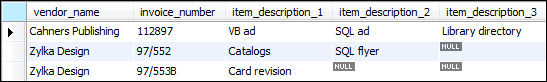 vendor_name invoice_number item_description_1 item_description_2 item_description_3
Cahners Publishing 112897 VB ad SQL ad Library directory
Zylka Design 97/552 Catalogs SQL flyer NULL
Zylka Design 97/553B Card revision NULL NULL